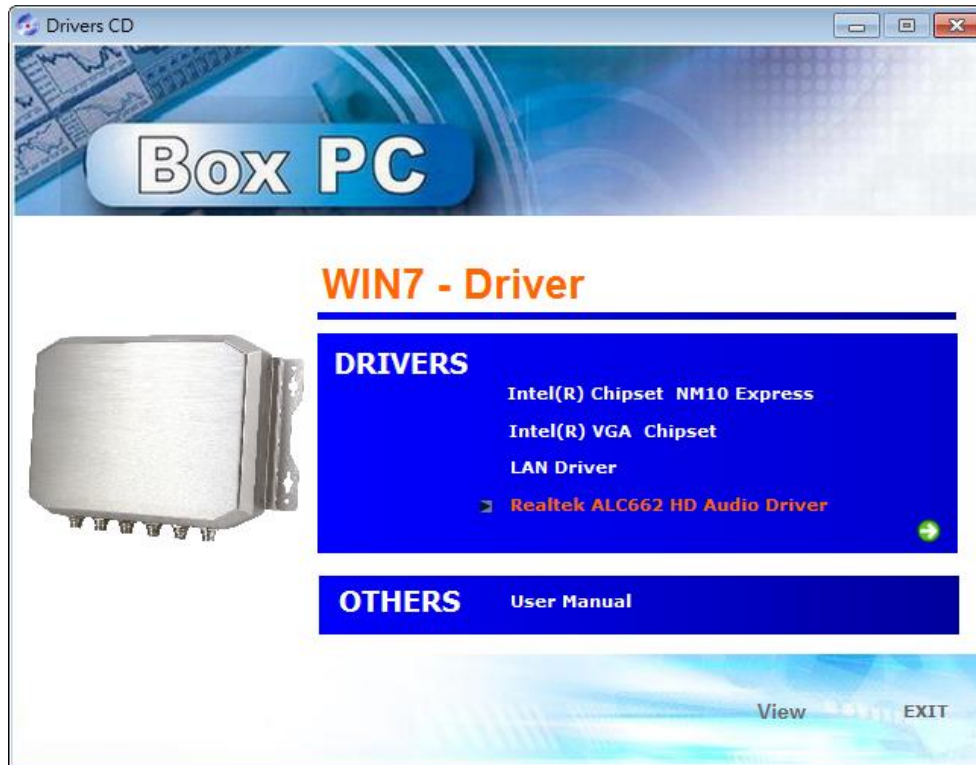 Drivers CD
Box PC
WIN7 - Driver
DRIVERS
Intel(R) Chipset  NM10 Express
Intel(R) VGA  Chipset
LAN Driver
Realtek ALC662 HD Audio Driver
OTHERS
User Manual
View
EXIT